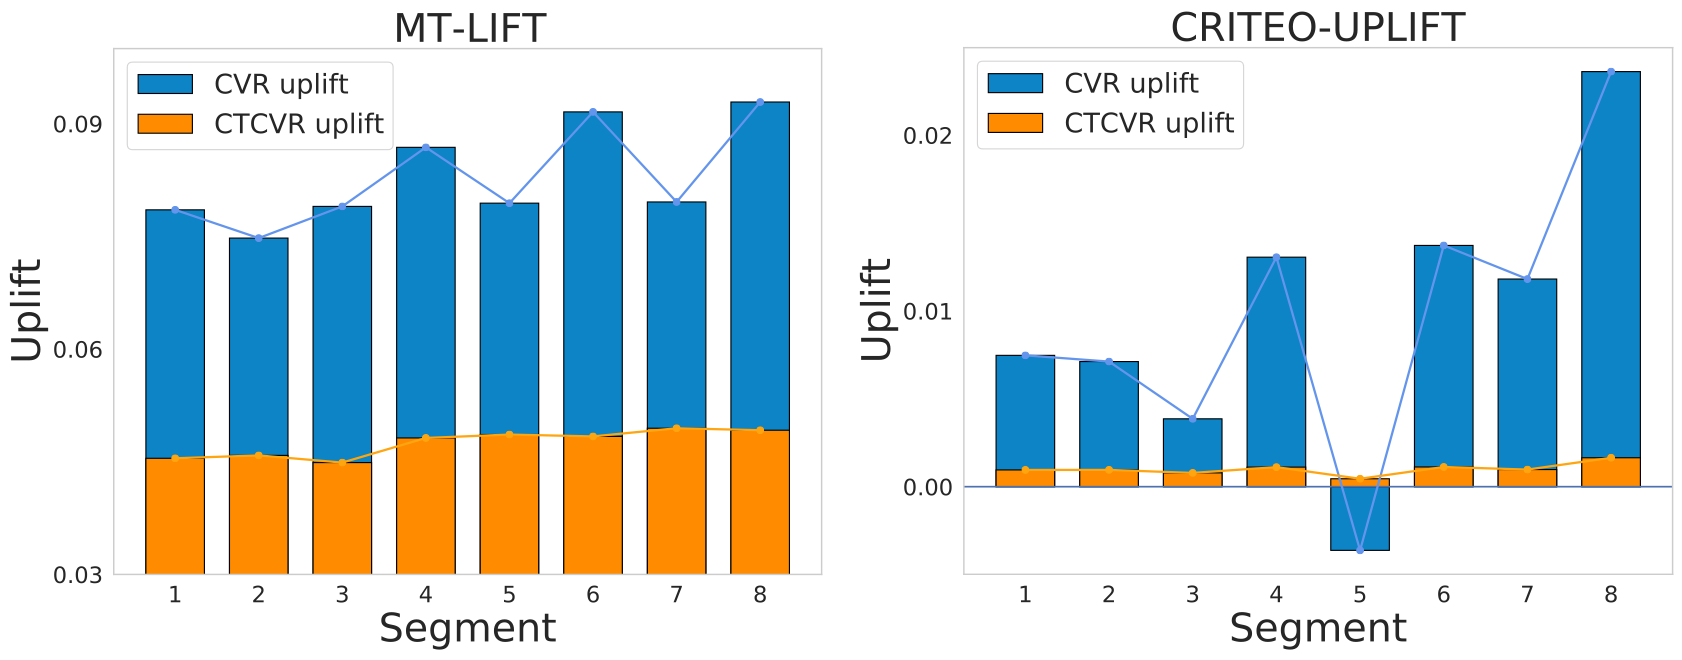 MT-LIFT
CVR uplift
CTCVR uplift
0.09
0.06
0.03
Uplift
1 2 3 4 5 6 7 8
Segment
CRITEO-UPLIFT
CVR uplift
CTCVR uplift
0.02
0.01
0.00
Uplift
1 2 3 4 5 6 7 8
Segment